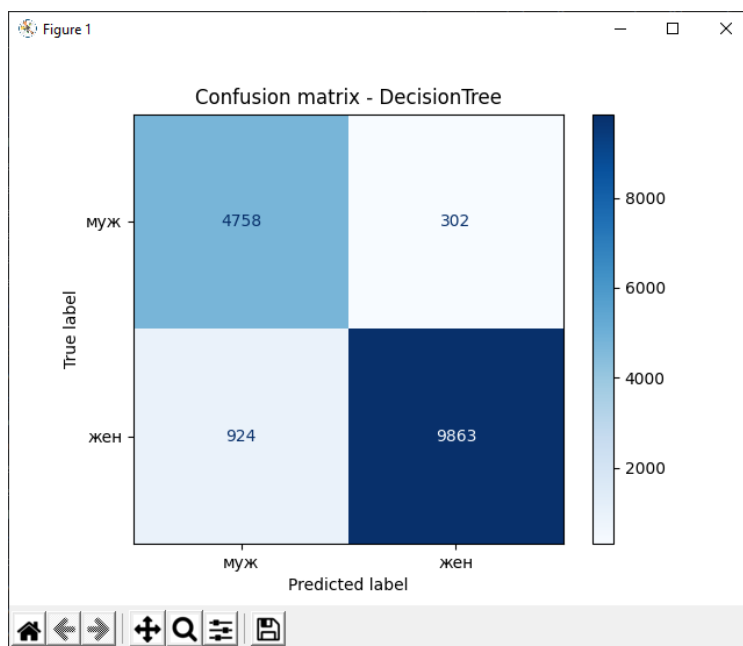 Figure 1
Confusion matrix - DecisionTree
муж
4758
302
8000
6000
True label
4000
жен
924
9863
2000
муж
жен
Predicted label